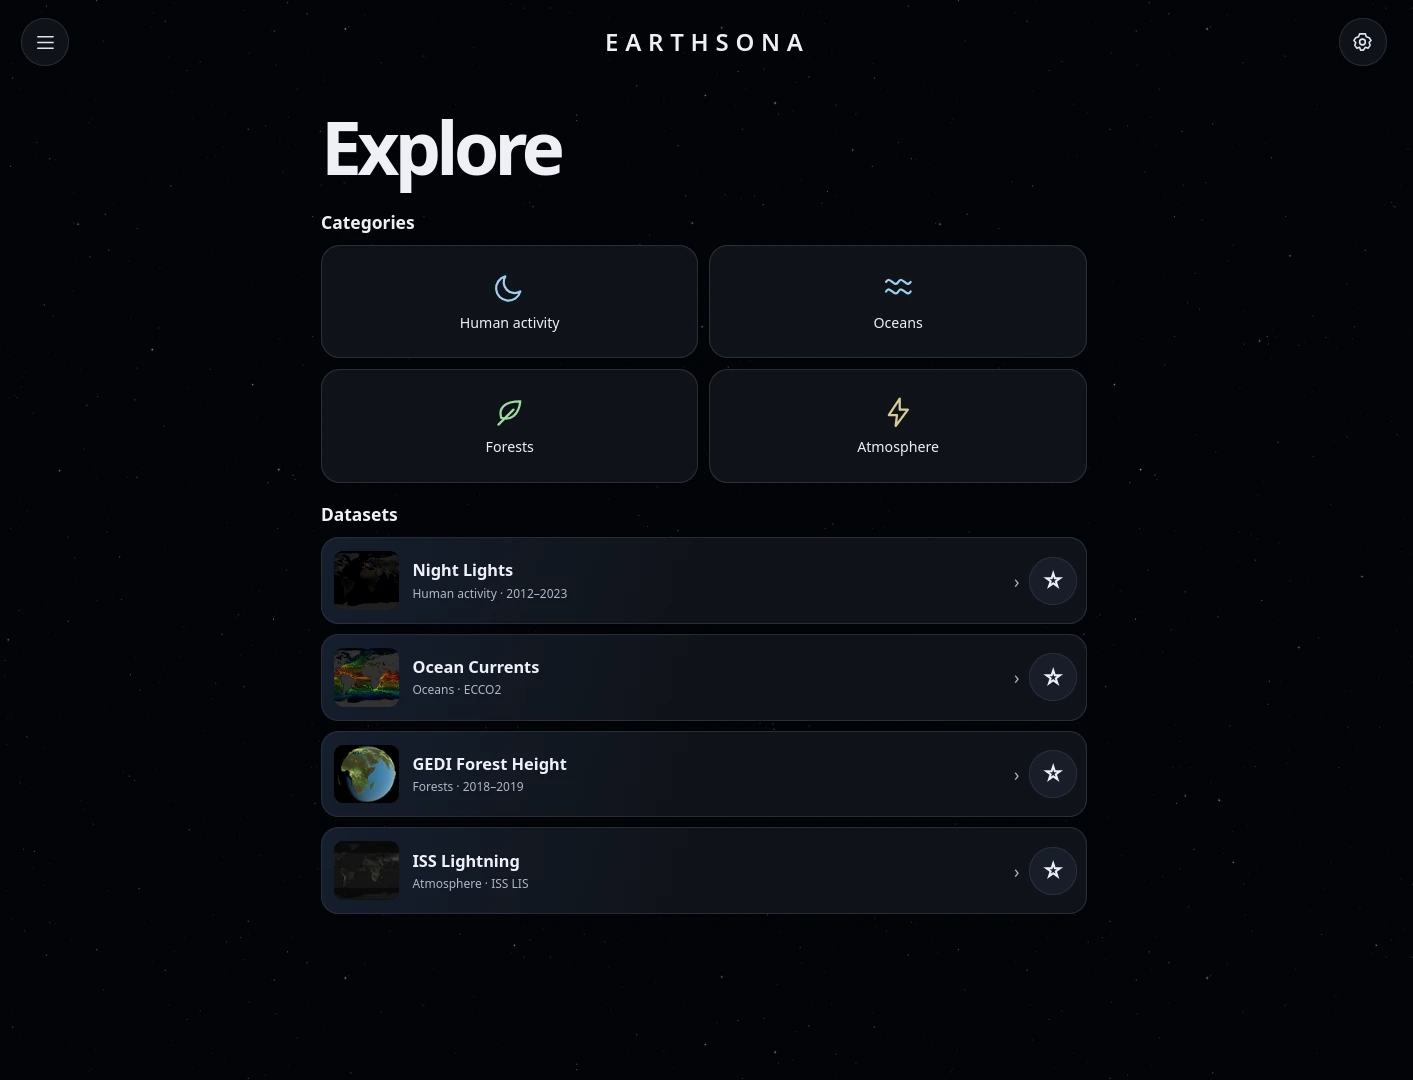 EARTHSONA
Explore
Categories
Human activity
Oceans
Forests
Atmosphere
Datasets
Night Lights
Human activity · 2012–2023
Ocean Currents
Oceans · ECCO2
GEDI Forest Height
Forests · 2018–2019
ISS Lightning
Atmosphere · ISS LIS